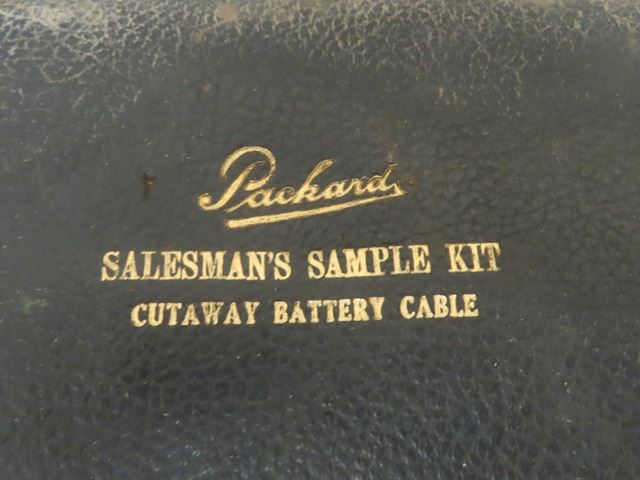 Packard
SALESMAN'S SAMPLE KIT
CUTAWAY BATTERY CABLE